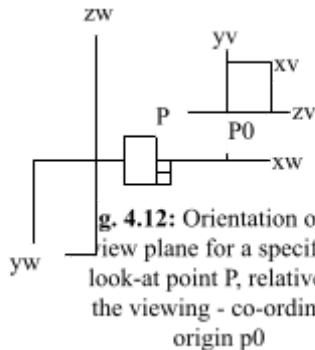 zw
yv
xv
P
zv
P0
xw
yw
g. 4.12: Orientation o
view plane for a specif
look-at point P, relative
the viewing - co-ordin
origin p0